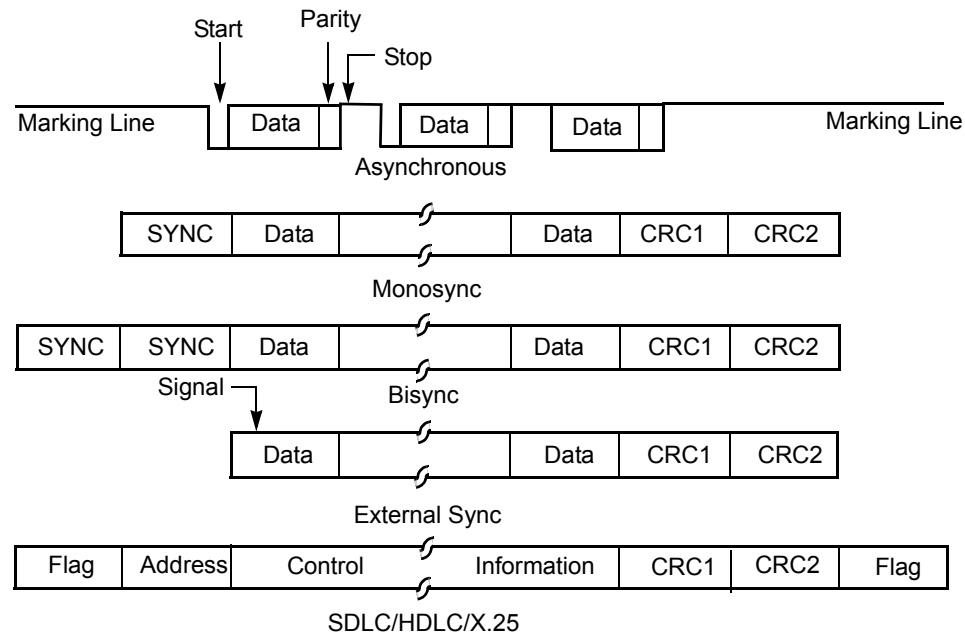 Start
Parity
Stop
Marking Line
Data
Data
Data
Marking Line
Asynchronous
SYNC Data Data CRC1 CRC2
Monosync
SYNC SYNC Data Data CRC1 CRC2
Signal
Bisync
Data Data CRC1 CRC2
External Sync
Flag Address Control Information CRC1 CRC2 Flag
SDLC/HDLC/X.25